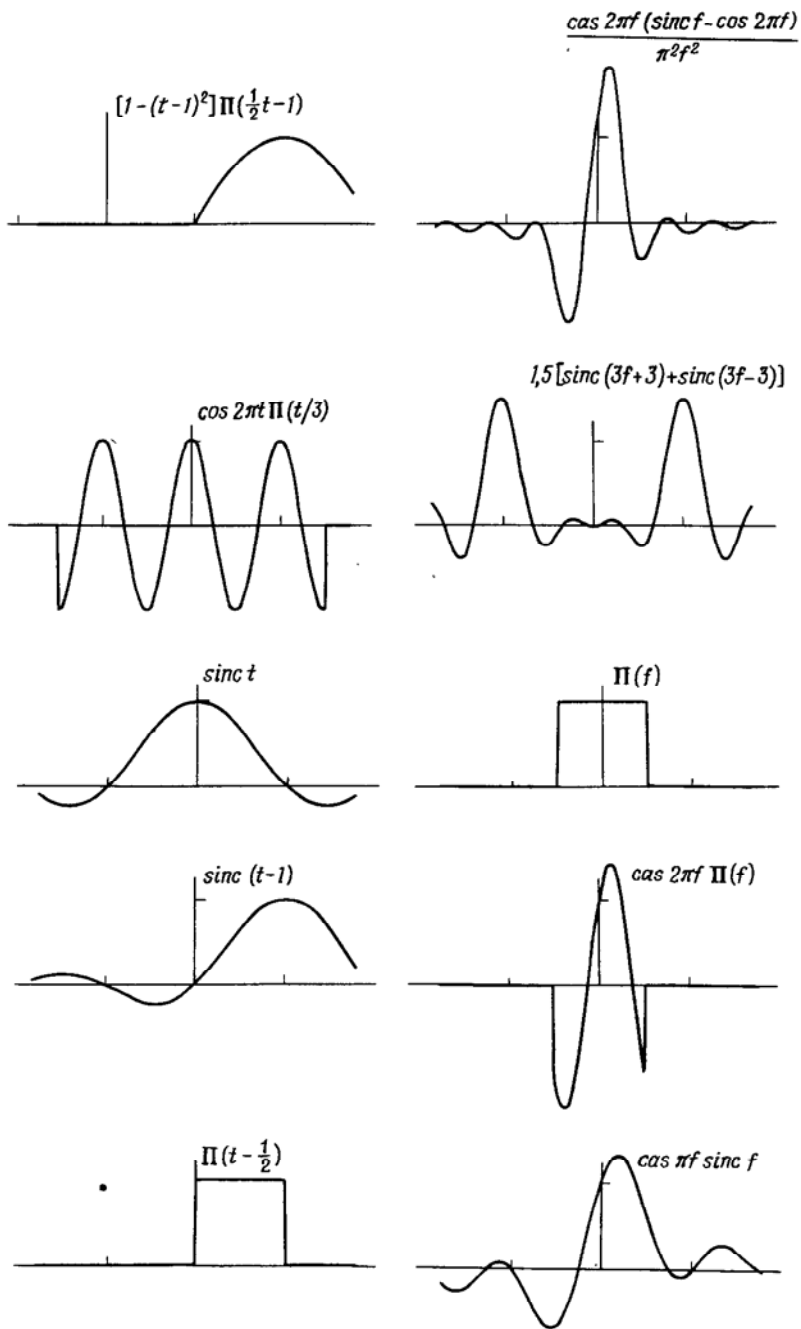 cas 2πf (sinc f - cos 2πf)
π²f²
[1-(t-1)²] Π(½t-1)
1,5 [sinc (3f+3)+sinc (3f-3)]
cos 2πt Π(t/3)
sinc t
Π(f)
sinc (t-1)
cas 2πf Π(f)
Π(t-½)
cas πf sinc f